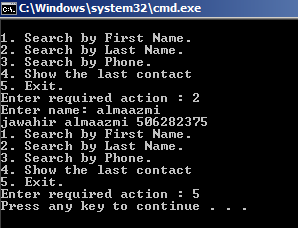 C:\Windows\system32\cmd.exe
1. Search by First Name.
2. Search by Last Name.
3. Search by Phone.
4. Show the last contact
5. Exit.
Enter required action : 2
Enter name: almaazmi
jawahir almaazmi 506282375
1. Search by First Name.
2. Search by Last Name.
3. Search by Phone.
4. Show the last contact
5. Exit.
Enter required action : 5
Press any key to continue . . .